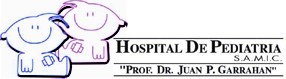 HOSPITAL DE PEDIATRIA
S.A.M.I.C.
"PROF. DR. JUAN P. GARRAHAN"